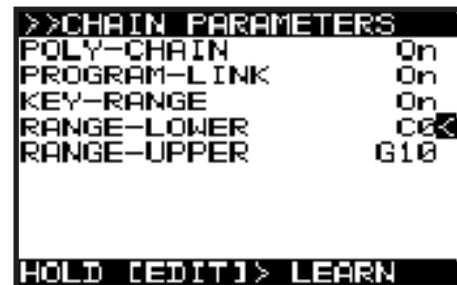 >>CHAIN PARAMETERS
POLY-CHAIN On
PROGRAM-LINK On
KEY-RANGE On
RANGE-LOWER C0<
RANGE-UPPER G10
HOLD [EDIT]> LEARN